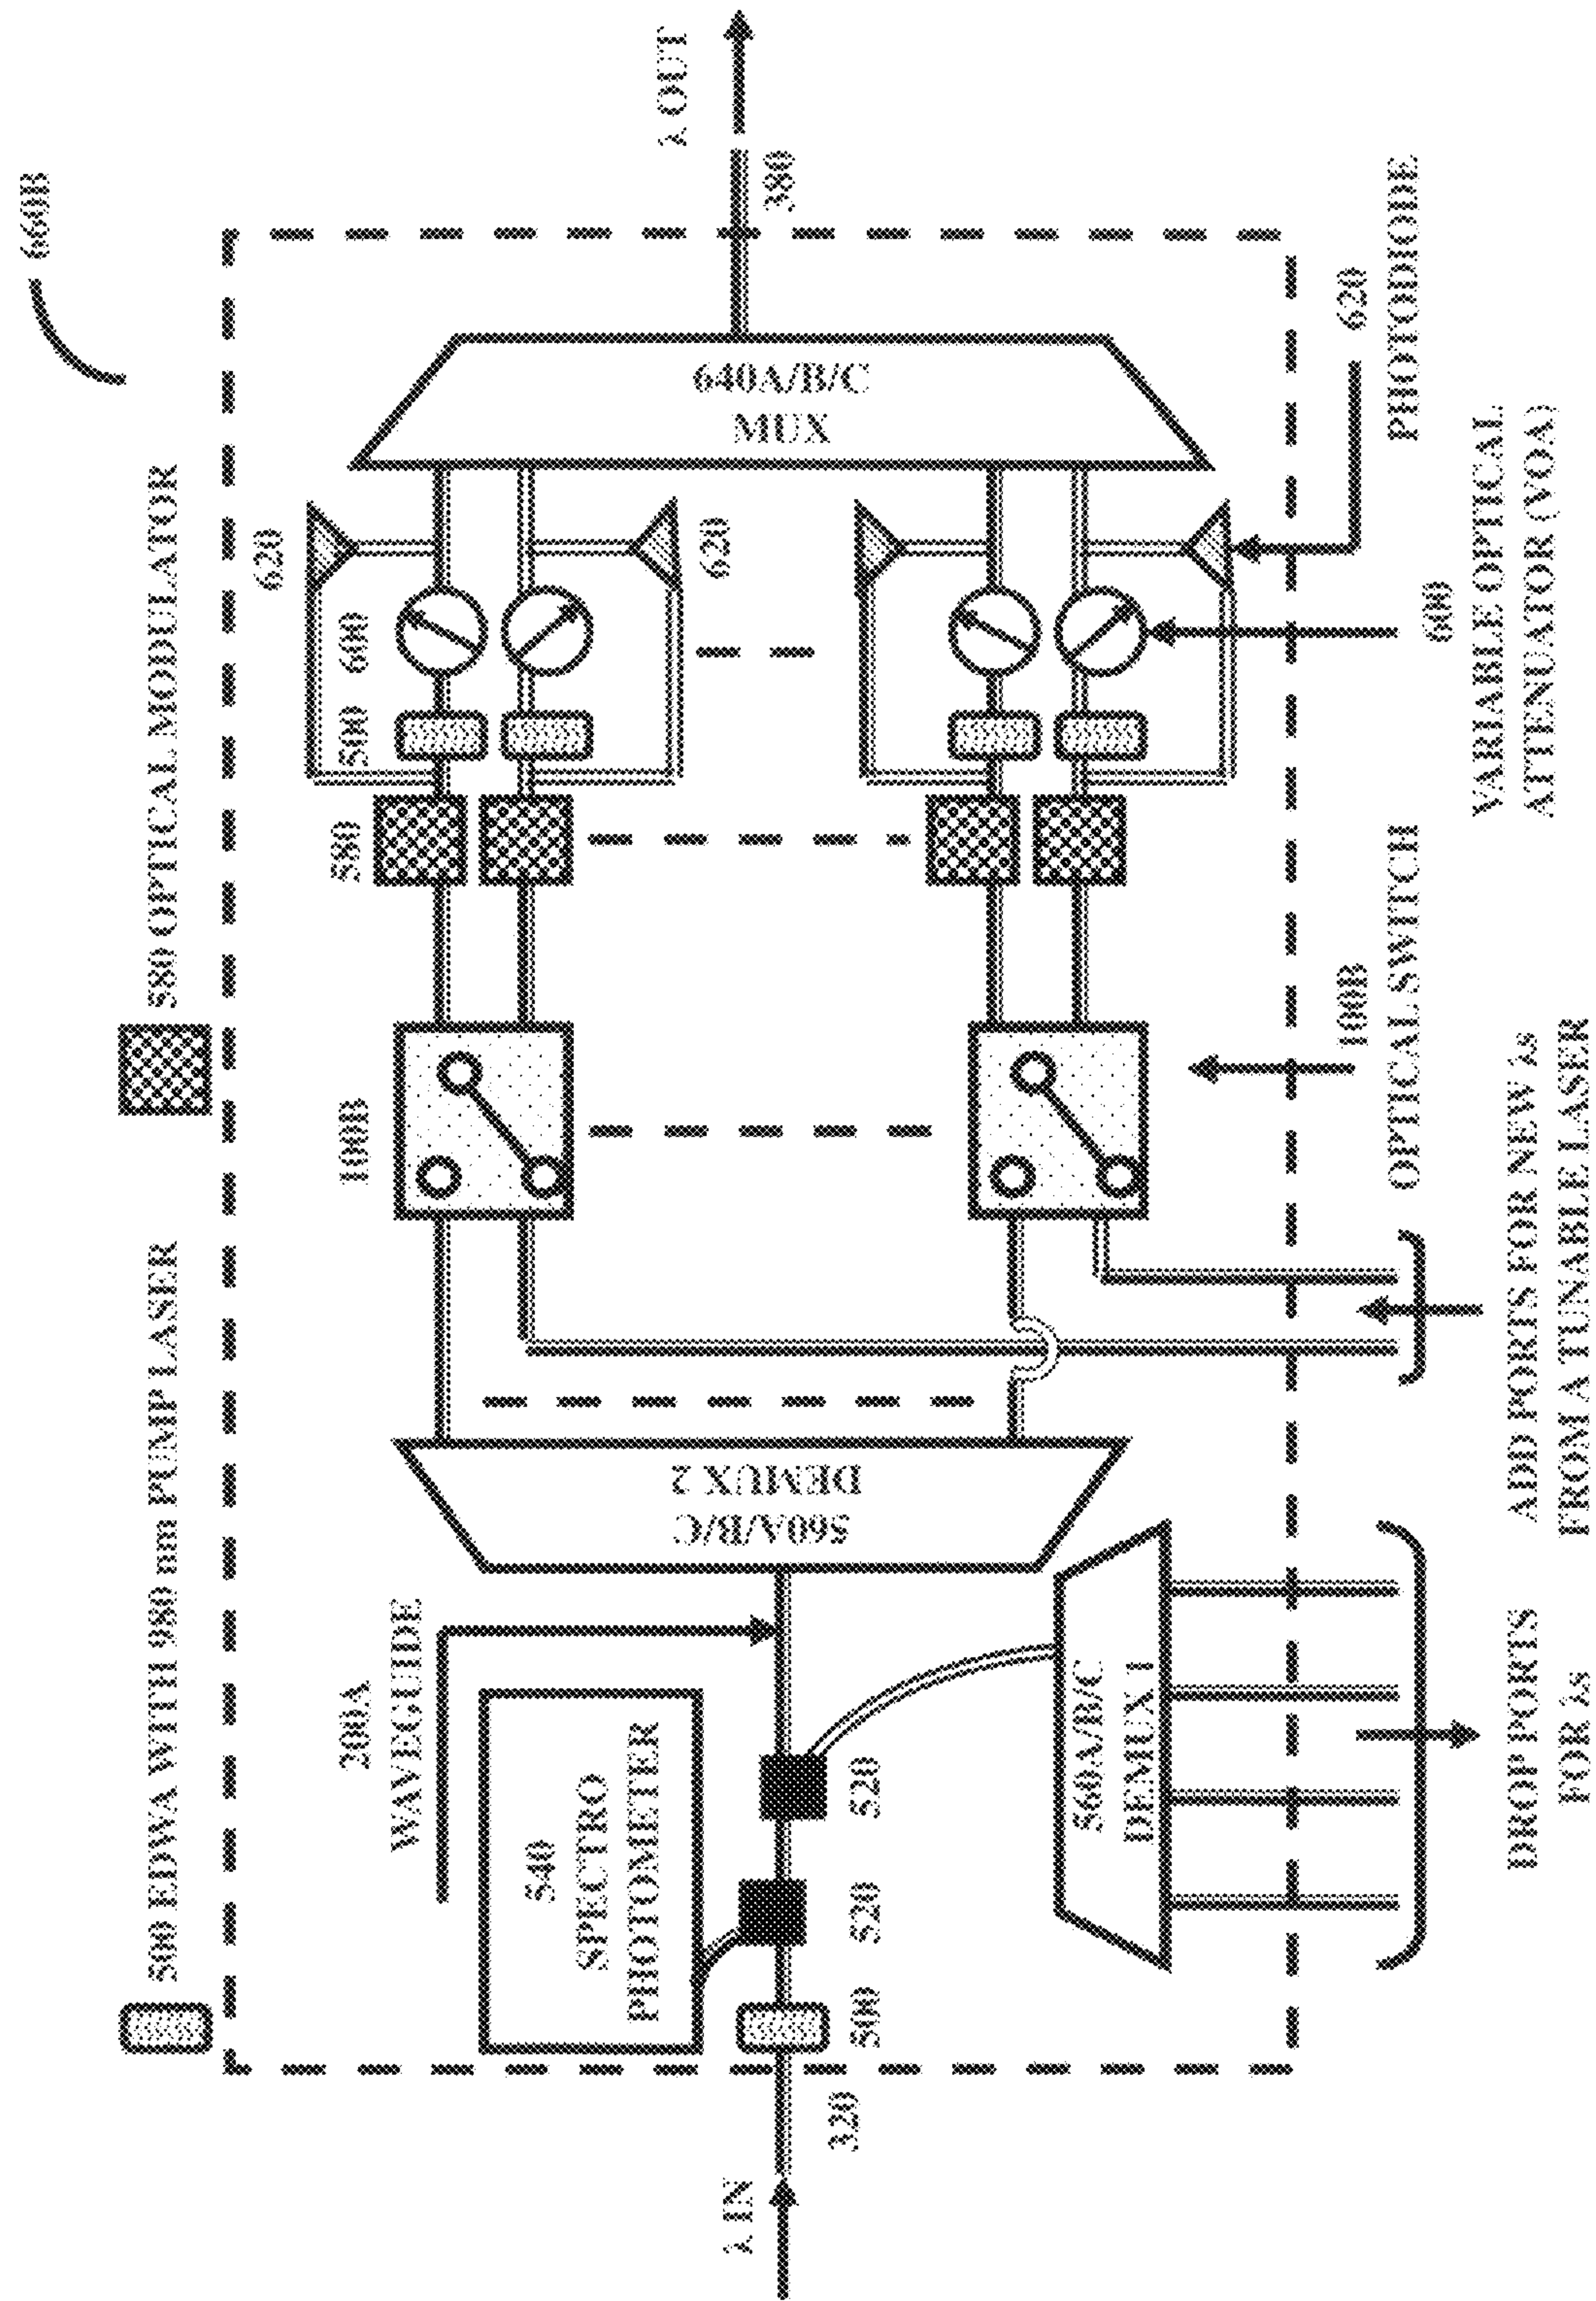 660B
500 EDWA WITH 980 nm PUMP LASER
580 OPTICAL MODULATOR
λ IN
320
500
540
SPECTRO
PHOTOMETER
520
520
200A
WAVEGUIDE
560A/B/C
DEMUX 1
560A/B/C
DEMUX 2
100B
580
500
600
620
620
640A/B/C
MUX
λ OUT
380
DROP PORTS
FOR λs
ADD PORTS FOR NEW λs
FROM A TUNABLE LASER
100B
OPTICAL SWITCH
600
VARIABLE OPTICAL
ATTENUATOR (VOA)
620
PHOTODIODE